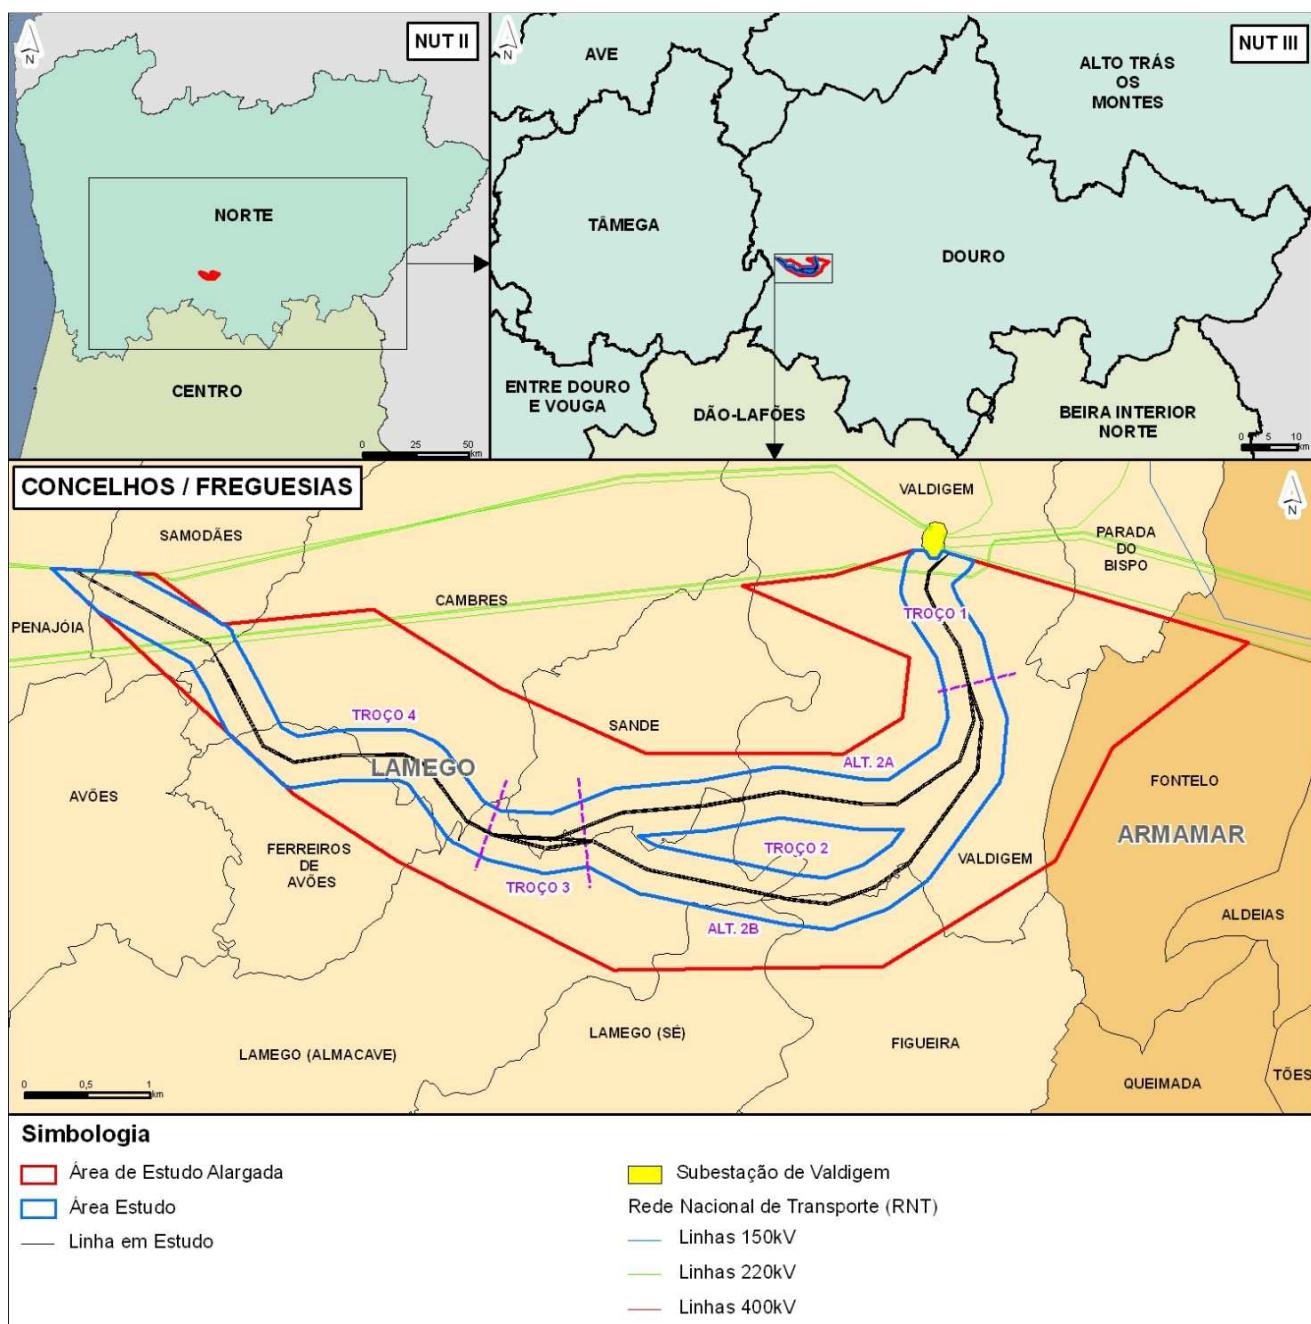 N
NUT II
NORTE
CENTRO
0 25 50
km
N
NUT III
AVE
ALTO TRÁS
OS
MONTES
TÂMEGA
DOURO
ENTRE DOURO
E VOUGA
DÃO-LAFÕES
BEIRA INTERIOR
NORTE
0 5 10
km
CONCELHOS / FREGUESIAS
N
SAMODÃES
VALDIGEM
PARADA
DO
BISPO
CAMBRES
PENAJÓIA
TROÇO 1
TROÇO 4
SANDE
LAMEGO
ALT. 2A
AVÕES
FONTELO
ARMAMAR
FERREIROS
DE
AVÕES
TROÇO 2
VALDIGEM
TROÇO 3
ALT. 2B
ALDEIAS
LAMEGO (ALMACAVE)
LAMEGO (SÉ)
FIGUEIRA
QUEIMADA
TÕES
0 0,5 1
km
Simbologia
Área de Estudo Alargada
Área Estudo
Linha em Estudo
Subestação de Valdigem
Rede Nacional de Transporte (RNT)
Linhas 150kV
Linhas 220kV
Linhas 400kV